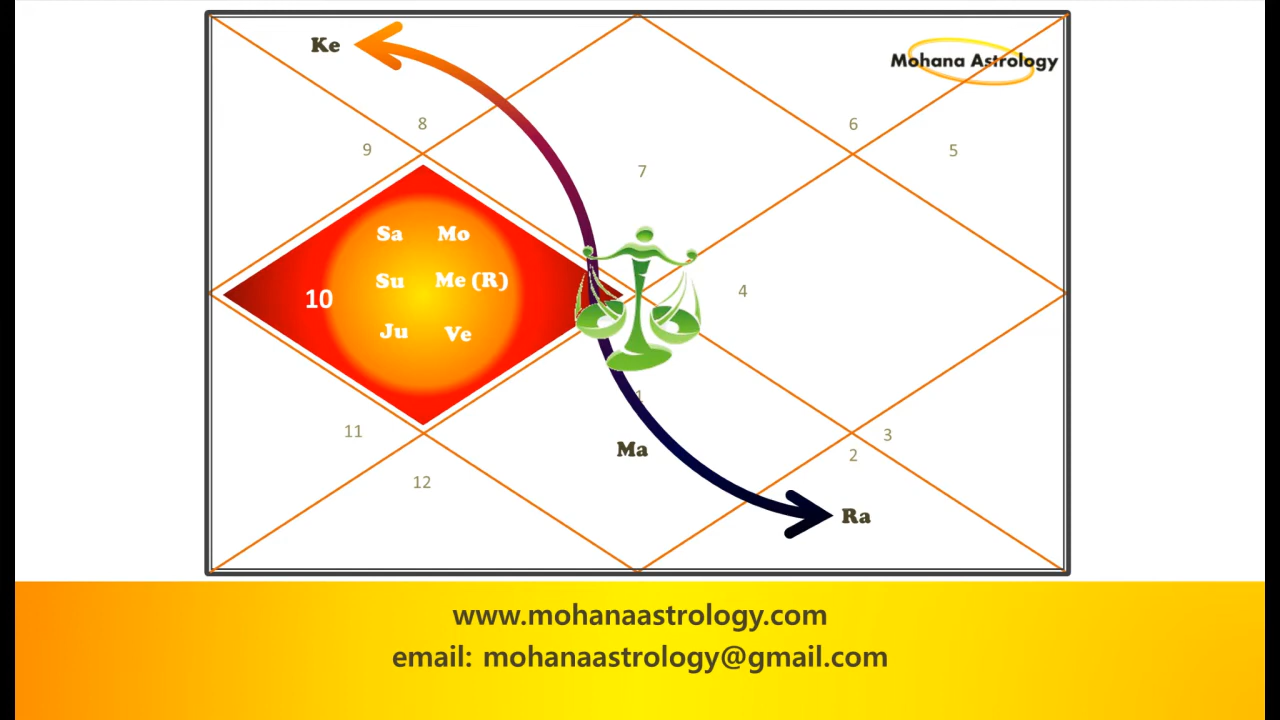 Ke
Mohana Astrology
8
6
9
5
7
Sa Mo
Su Me (R)
10
4
Ju Ve
1
11
3
Ma
2
12
Ra
www.mohanaastrology.com
email: mohanaastrology@gmail.com